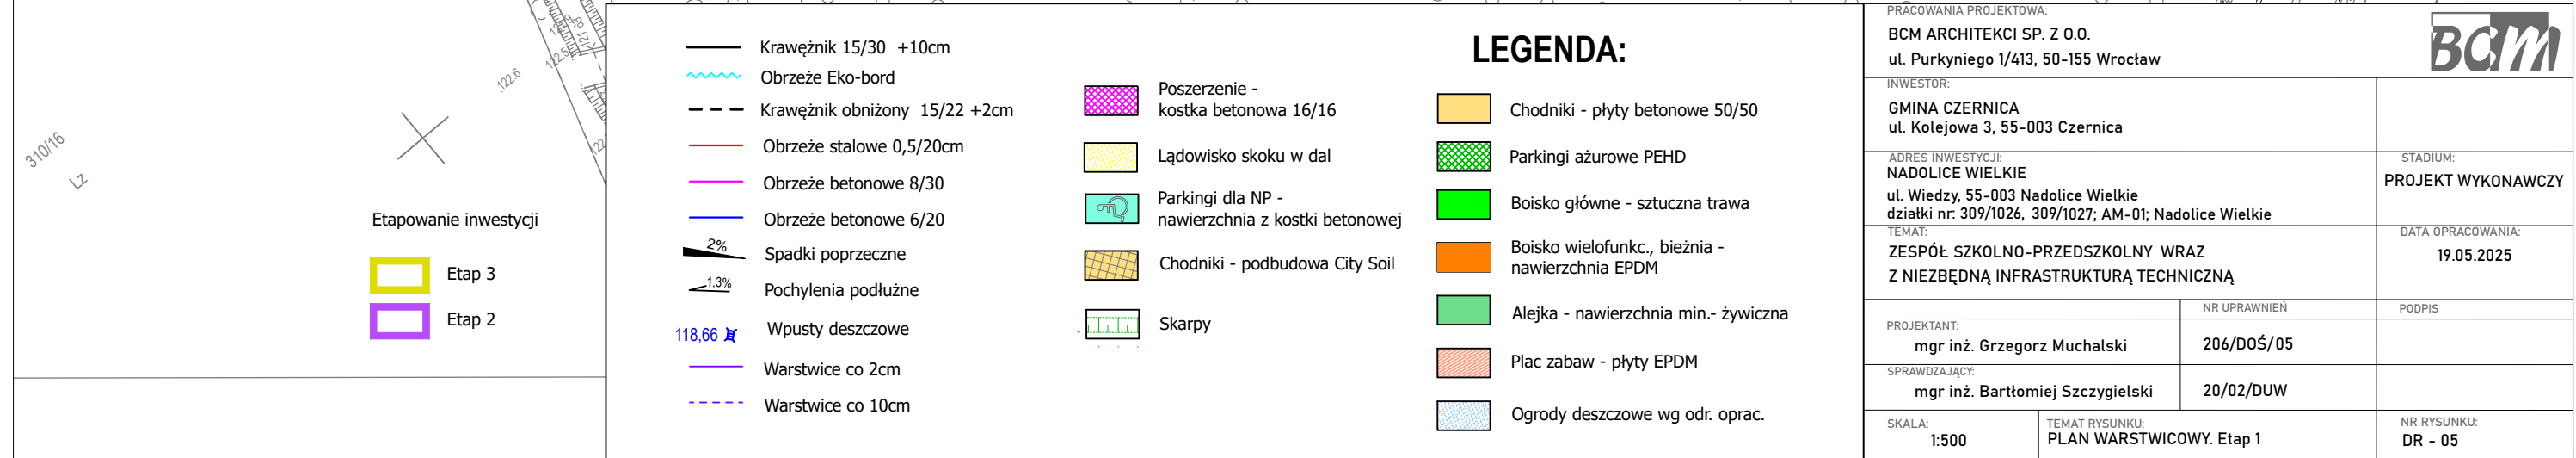 310/16
Lz
122.6
122.5
121.63
Etapowanie inwestycji
Etap 3
Etap 2
Krawężnik 15/30 +10cm
Obrzeże Eko-bord
Krawężnik obniżony 15/22 +2cm
Obrzeże stalowe 0,5/20cm
Obrzeże betonowe 8/30
Obrzeże betonowe 6/20
2%
Spadki poprzeczne
1,3%
Pochylenia podłużne
118,66
Wpusty deszczowe
Warstwice co 2cm
Warstwice co 10cm
Poszerzenie -
kostka betonowa 16/16
Lądowisko skoku w dal
Parkingi dla NP -
nawierzchnia z kostki betonowej
Chodniki - podbudowa City Soil
Skarpy
LEGENDA:
Chodniki - płyty betonowe 50/50
Parkingi ażurowe PEHD
Boisko główne - sztuczna trawa
Boisko wielofunkc., bieżnia -
nawierzchnia EPDM
Alejka - nawierzchnia min.- żywiczna
Plac zabaw - płyty EPDM
Ogrody deszczowe wg odr. oprac.
PRACOWANIA PROJEKTOWA:
BCM ARCHITEKCI SP. Z O.O.
ul. Purkyniego 1/413, 50-155 Wrocław
BCM
INWESTOR:
GMINA CZERNICA
ul. Kolejowa 3, 55-003 Czernica
ADRES INWESTYCJI:
NADOLICE WIELKIE
ul. Wiedzy, 55-003 Nadolice Wielkie
działki nr: 309/1026, 309/1027; AM-01; Nadolice Wielkie
STADIUM:
PROJEKT WYKONAWCZY
TEMAT:
ZESPÓŁ SZKOLNO-PRZEDSZKOLNY WRAZ
Z NIEZBĘDNĄ INFRASTRUKTURĄ TECHNICZNĄ
DATA OPRACOWANIA:
19.05.2025
NR UPRAWNIEŃ
PODPIS
PROJEKTANT:
mgr inż. Grzegorz Muchalski
206/DOŚ/05
SPRAWDZAJĄCY:
mgr inż. Bartłomiej Szczygielski
20/02/DUW
SKALA:
1:500
TEMAT RYSUNKU:
PLAN WARSTWICOWY. Etap 1
NR RYSUNKU:
DR - 05